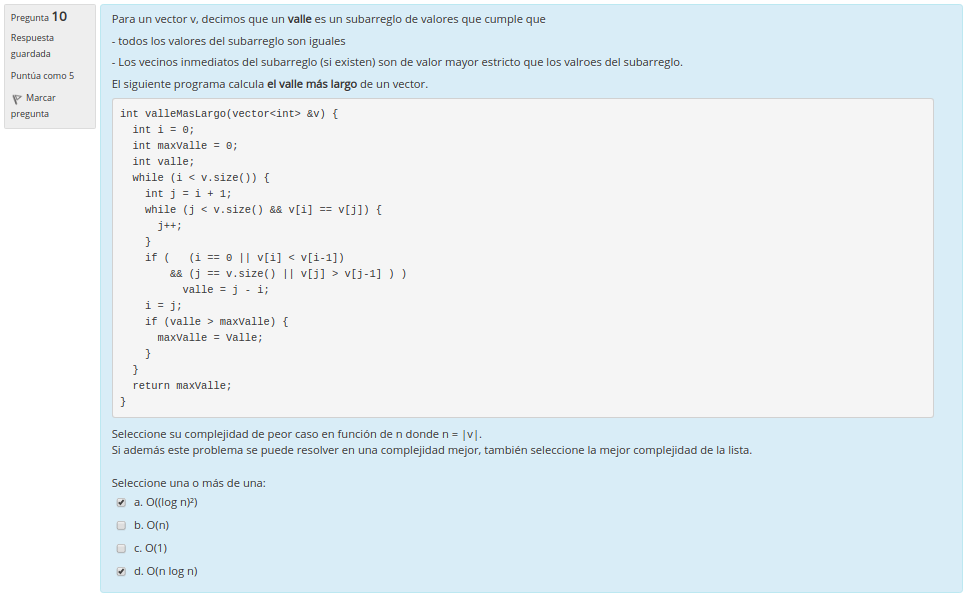 Pregunta 10
Respuesta
guardada
Puntúa como 5
Marcar
pregunta
Para un vector v, decimos que un valle es un subarreglo de valores que cumple que
- todos los valores del subarreglo son iguales
- Los vecinos inmediatos del subarreglo (si existen) son de valor mayor estricto que los valroes del subarreglo.
El siguiente programa calcula el valle más largo de un vector.
int valleMasLargo(vector<int> &v) {
  int i = 0;
  int maxValle = 0;
  int valle;
  while (i < v.size()) {
    int j = i + 1;
    while (j < v.size() && v[i] == v[j]) {
      j++;
    }
    if (   (i == 0 || v[i] < v[i-1])
        && (j == v.size() || v[j] > v[j-1] ) )
          valle = j - i;
    i = j;
    if (valle > maxValle) {
      maxValle = Valle;
    }
  }
  return maxValle;
}
Seleccione su complejidad de peor caso en función de n donde n = |v|.
Si además este problema se puede resolver en una complejidad mejor, también seleccione la mejor complejidad de la lista.
Seleccione una o más de una:
a. O((log n)²)
b. O(n)
c. O(1)
d. O(n log n)